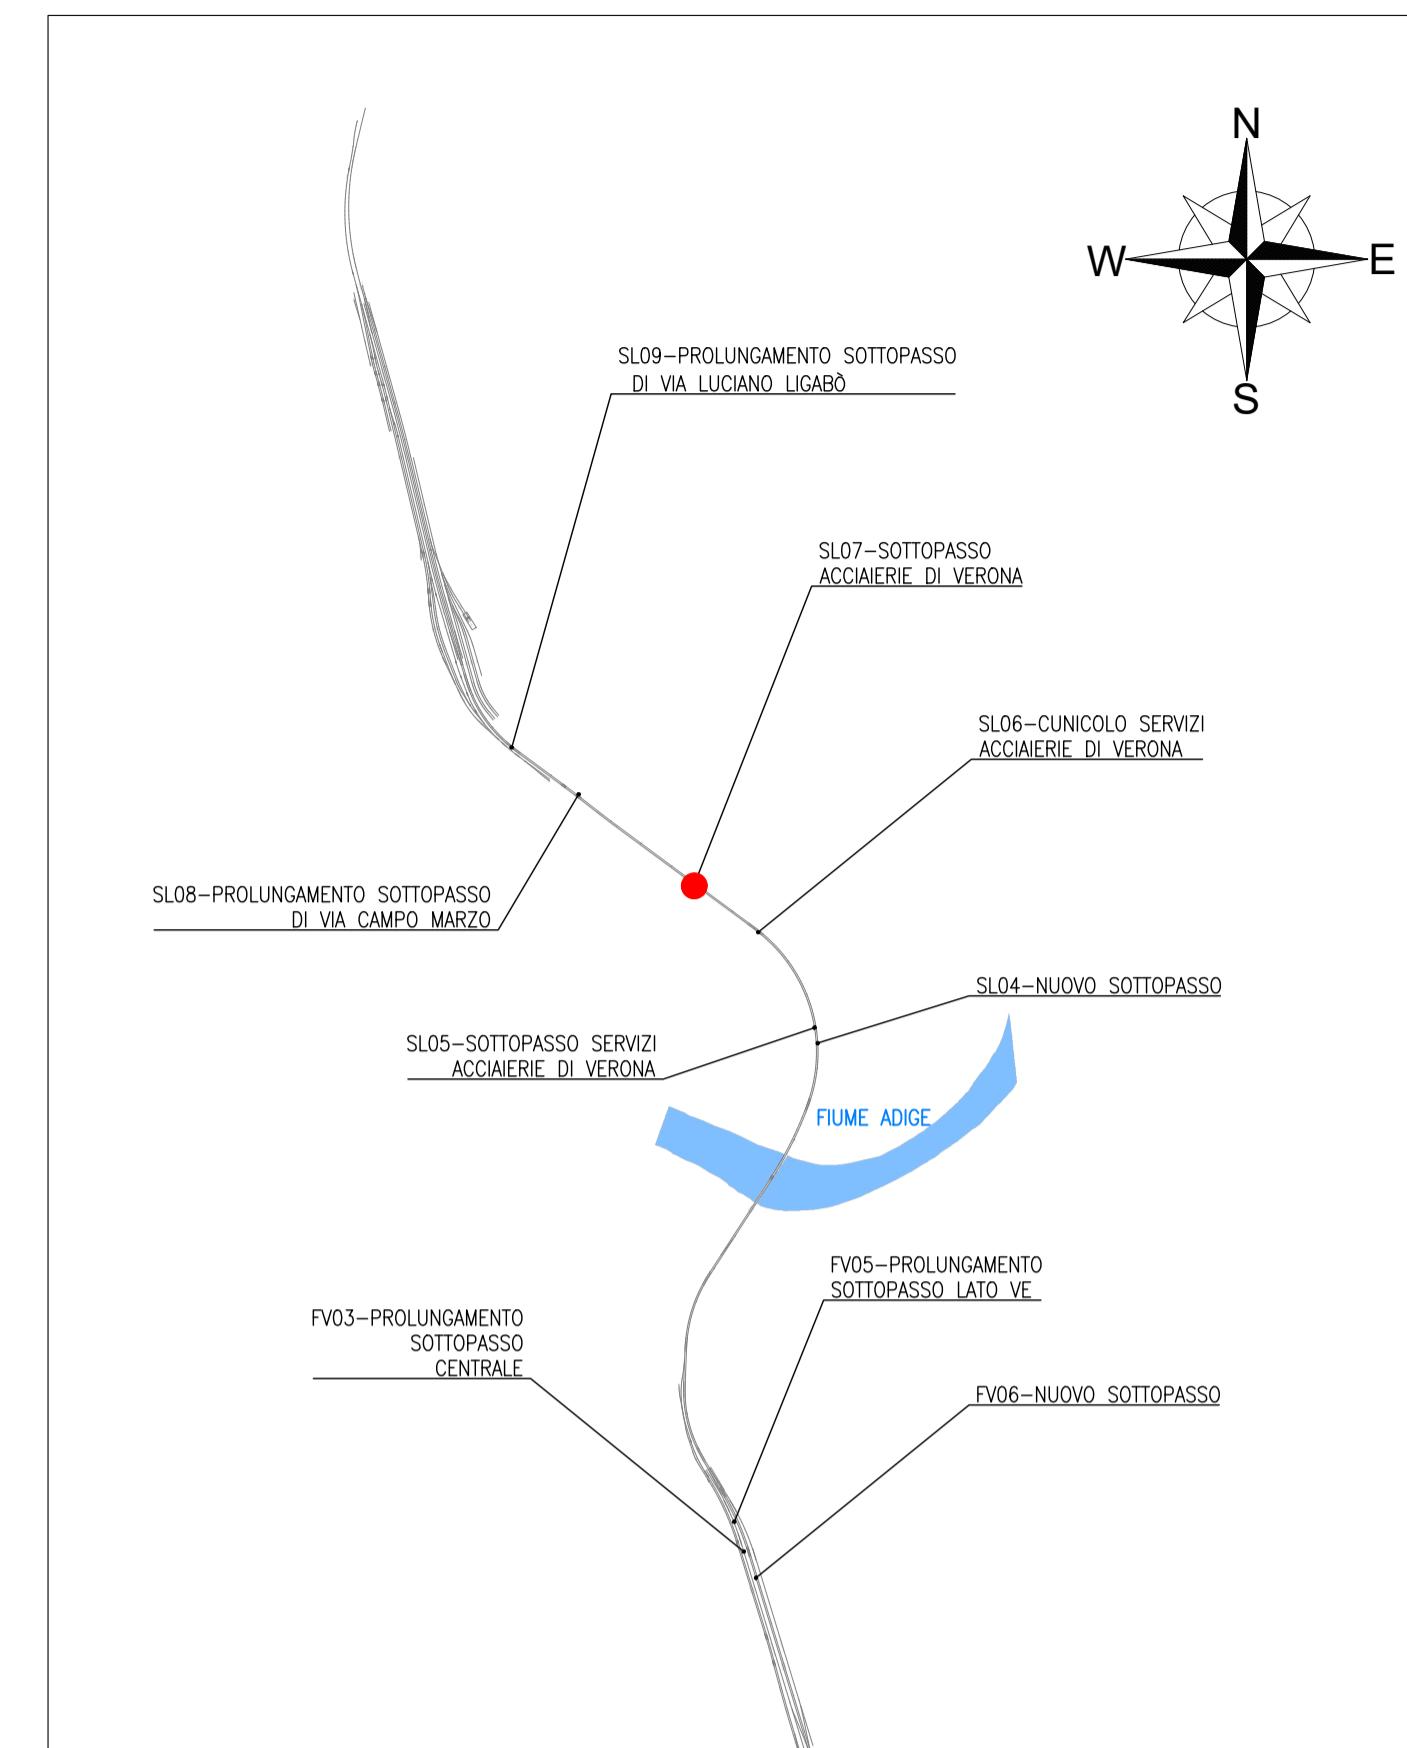 N
W
E
S
SL09-PROLUNGAMENTO SOTTOPASSO
DI VIA LUCIANO LIGABÒ
SL07-SOTTOPASSO
ACCIAIERIE DI VERONA
SL06-CUNICOLO SERVIZI
ACCIAIERIE DI VERONA
SL08-PROLUNGAMENTO SOTTOPASSO
DI VIA CAMPO MARZO
SL04-NUOVO SOTTOPASSO
SL05-SOTTOPASSO SERVIZI
ACCIAIERIE DI VERONA
FIUME ADIGE
FV05-PROLUNGAMENTO
SOTTOPASSO LATO VE
FV03-PROLUNGAMENTO
SOTTOPASSO
CENTRALE
FV06-NUOVO SOTTOPASSO